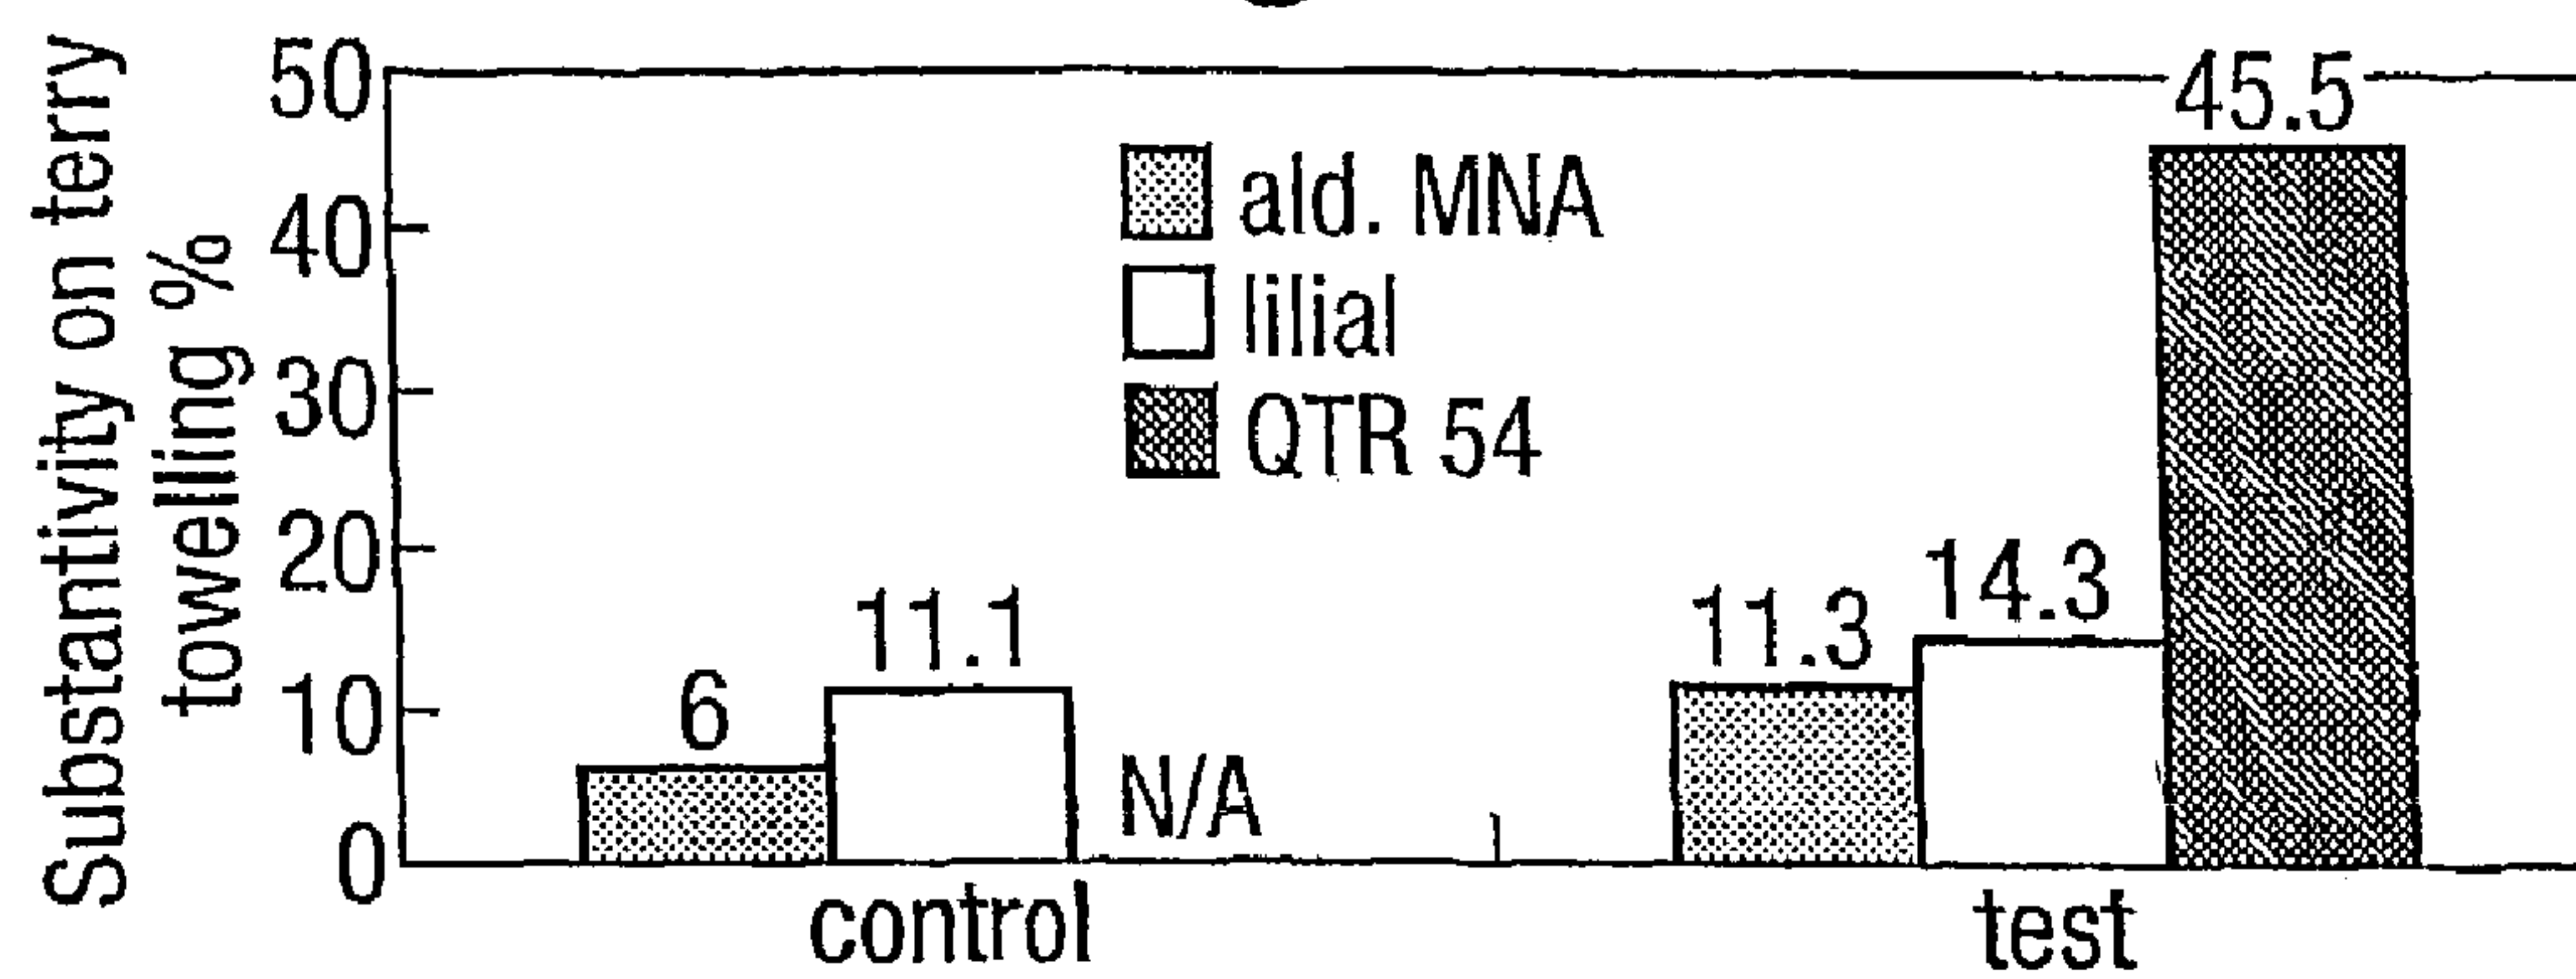 Substantivity on terry
towelling %
50
40
30
20
10
0
ald. MNA
lilial
QTR 54
6
11.1
N/A
11.3
14.3
45.5
control
test